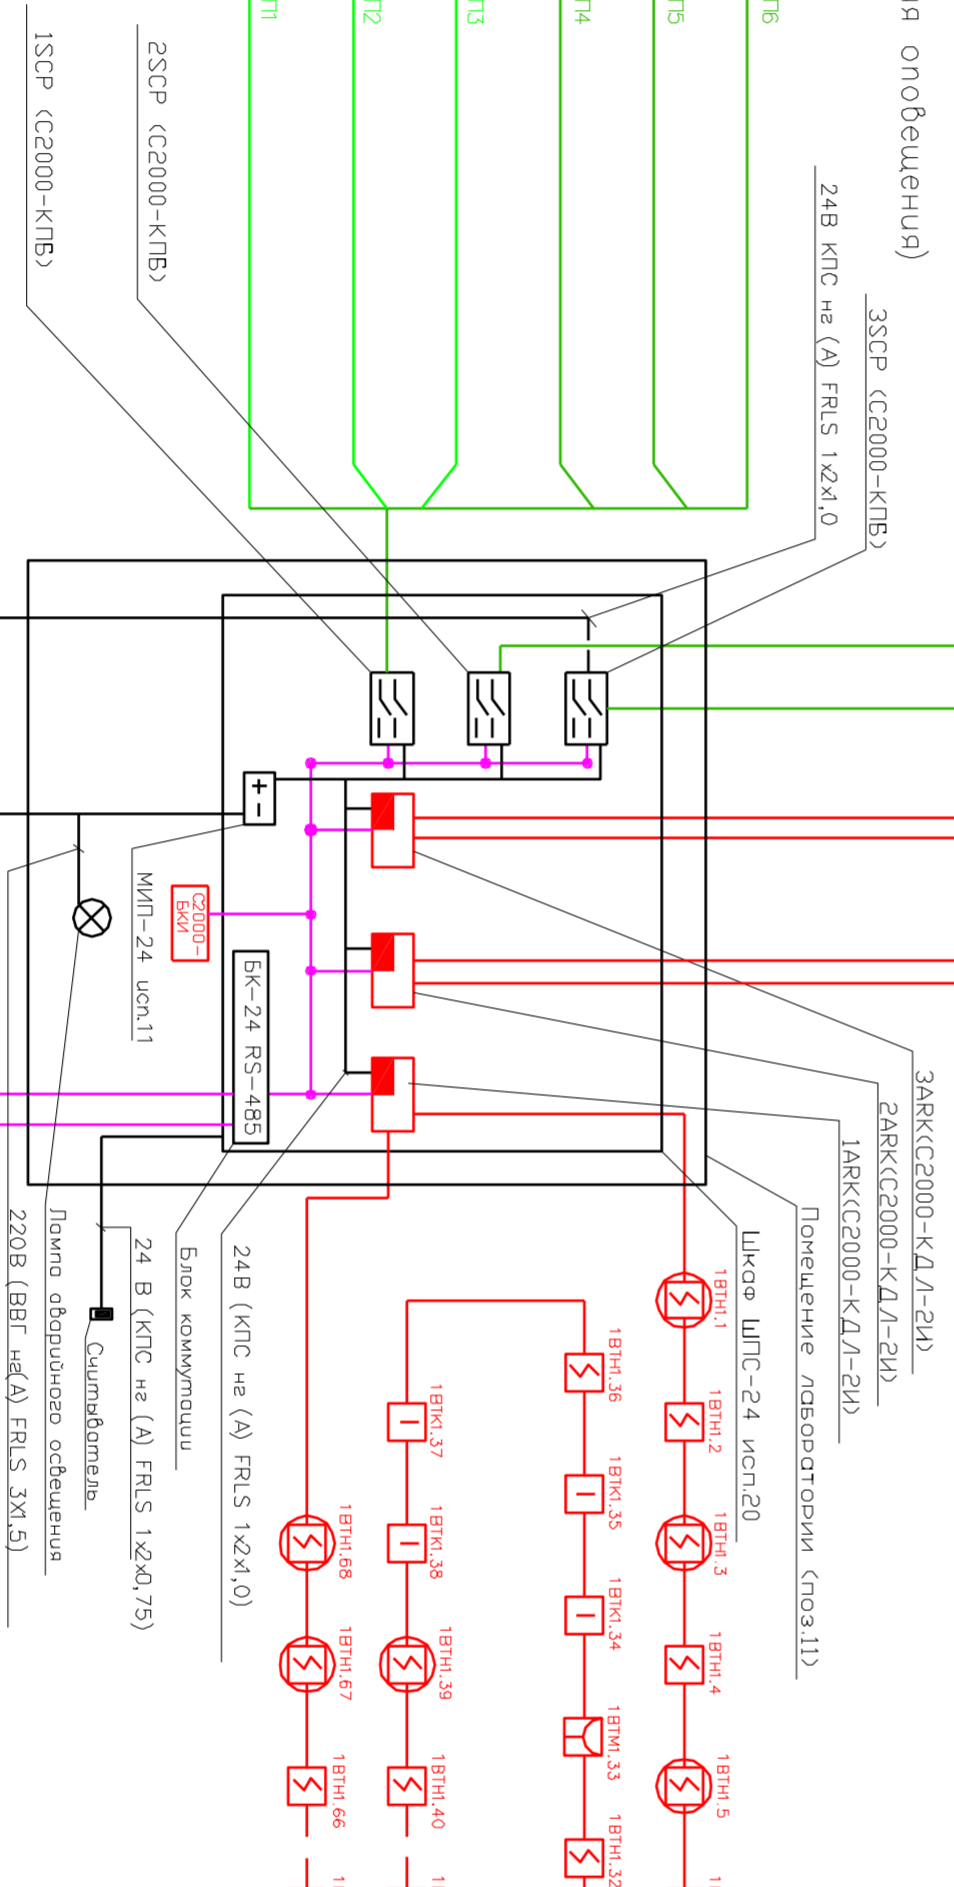 ия оповещения)
П1
П2
П3
П4
П5
П6
1SCP (С2000-КПБ)
2SCP (С2000-КПБ)
24В КПС нг (А) FRLS 1x2x1,0
3SCP (С2000-КПБ)
+ -
МИП-24 исп.11
С2000-
БКИ
БК-24 RS-485
3ARK(С2000-КДЛ-2И)
2ARK(С2000-КДЛ-2И)
1ARK(С2000-КДЛ-2И)
Помещение лаборатории (поз.11)
Шкаф ШПС-24 исп.20
24В (КПС нг (А) FRLS 1x2x1,0)
Блок коммутации
24 В (КПС нг (А) FRLS 1x2x0,75)
Считыватель
Лампа аварийного освещения
220В (ВВГ нг(А) FRLS 3X1,5)
1ВТН1.1
1ВТН1.2
1ВТН1.3
1ВТН1.4
1ВТН1.5
1ВТН1.36
1ВТК1.35
1ВТК1.34
1ВТМ1.33
1ВТН1.32
1ВТК1.37
1ВТК1.38
1ВТН1.39
1ВТН1.40
1ВТН1.68
1ВТН1.67
1ВТН1.66